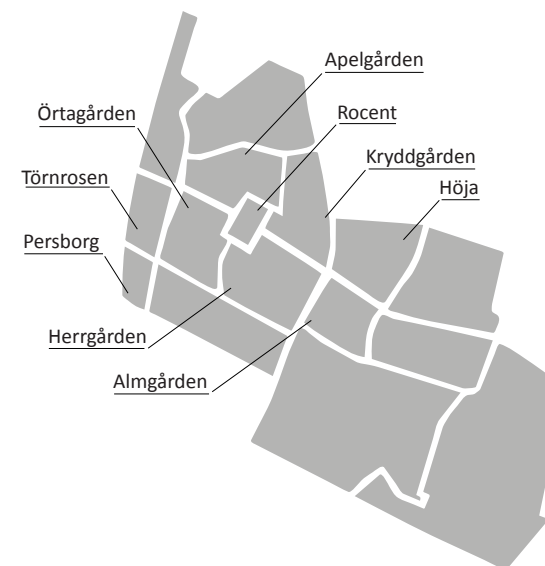 Apelgården
Örtagården
Rocent
Kryddgården
Törnrosen
Höja
Persborg
Herrgården
Almgården